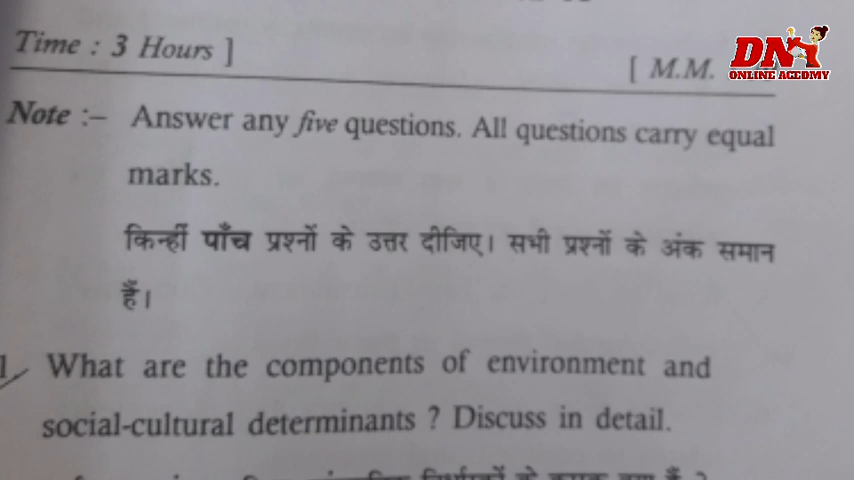 Time : 3 Hours ]
[ M.M.
DN
ONLINE ACEDMY
Note :– Answer any five questions. All questions carry equal
marks.
किन्हीं पाँच प्रश्नों के उत्तर दीजिए। सभी प्रश्नों के अंक समान
हैं।
1. What are the components of environment and
social-cultural determinants ? Discuss in detail.